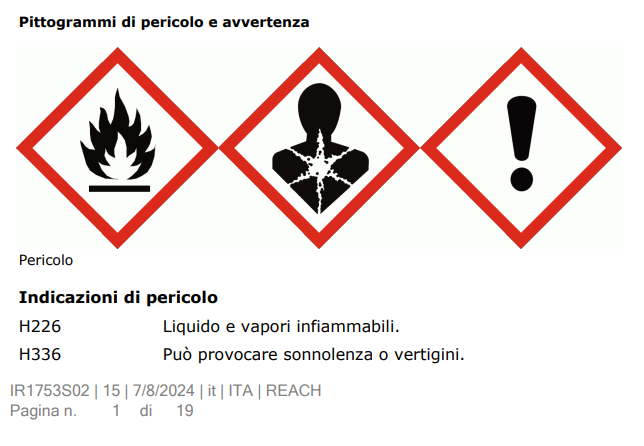 Pittogrammi di pericolo e avvertenza
Pericolo
Indicazioni di pericolo
H226 Liquido e vapori infiammabili.
H336 Può provocare sonnolenza o vertigini.
IR1753S02 | 15 | 7/8/2024 | it | ITA | REACH
Pagina n. 1 di 19